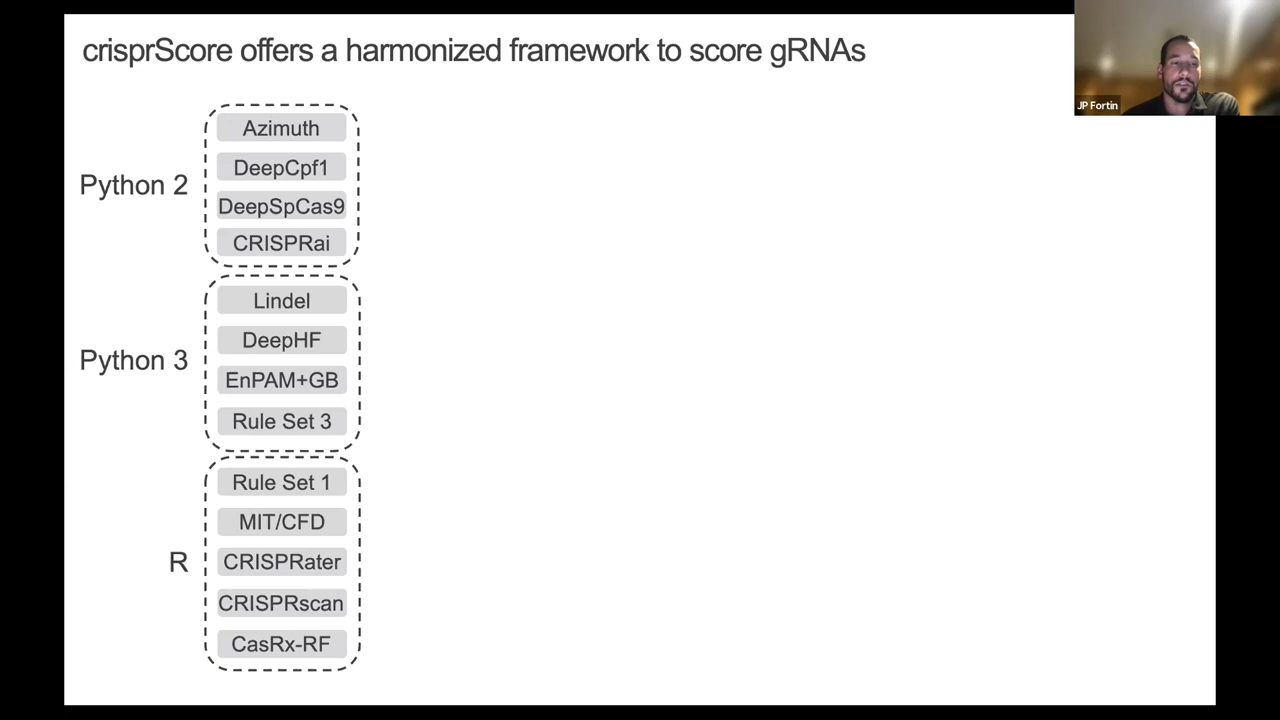 crisprScore offers a harmonized framework to score gRNAs
JP Fortin
Python 2
Azimuth
DeepCpf1
DeepSpCas9
CRISPRai
Python 3
Lindel
DeepHF
EnPAM+GB
Rule Set 3
R
Rule Set 1
MIT/CFD
CRISPRater
CRISPRscan
CasRx-RF